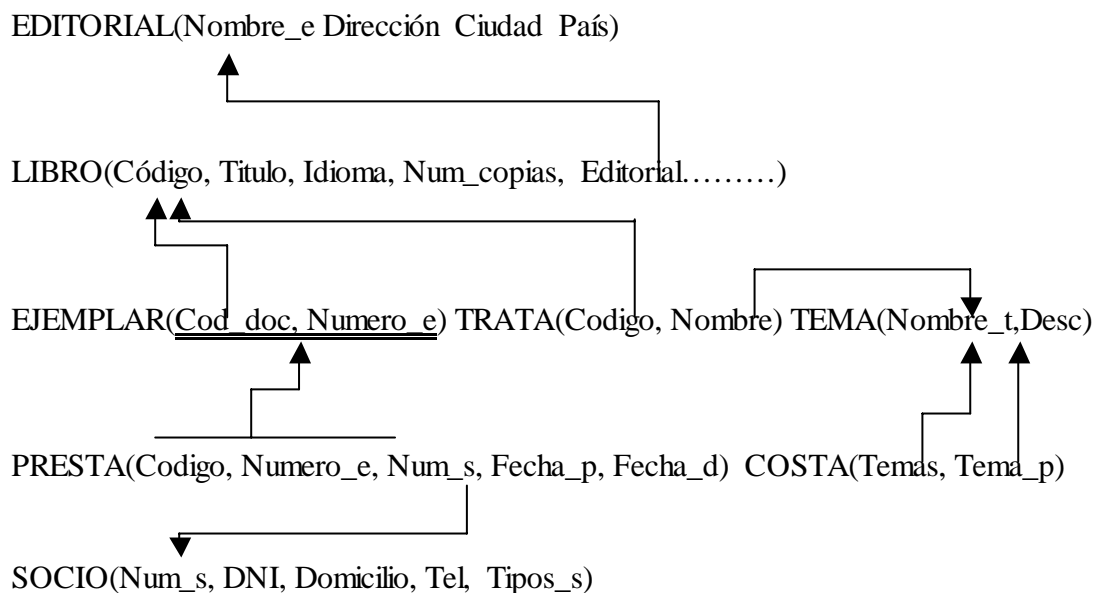 EDITORIAL(Nombre_e Dirección Ciudad País)
LIBRO(Código, Titulo, Idioma, Num_copias, Editorial.........)
EJEMPLAR(Cod_doc, Numero_e) TRATA(Codigo, Nombre) TEMA(Nombre_t,Desc)
PRESTA(Codigo, Numero_e, Num_s, Fecha_p, Fecha_d) COSTA(Temas, Tema_p)
SOCIO(Num_s, DNI, Domicilio, Tel, Tipos_s)